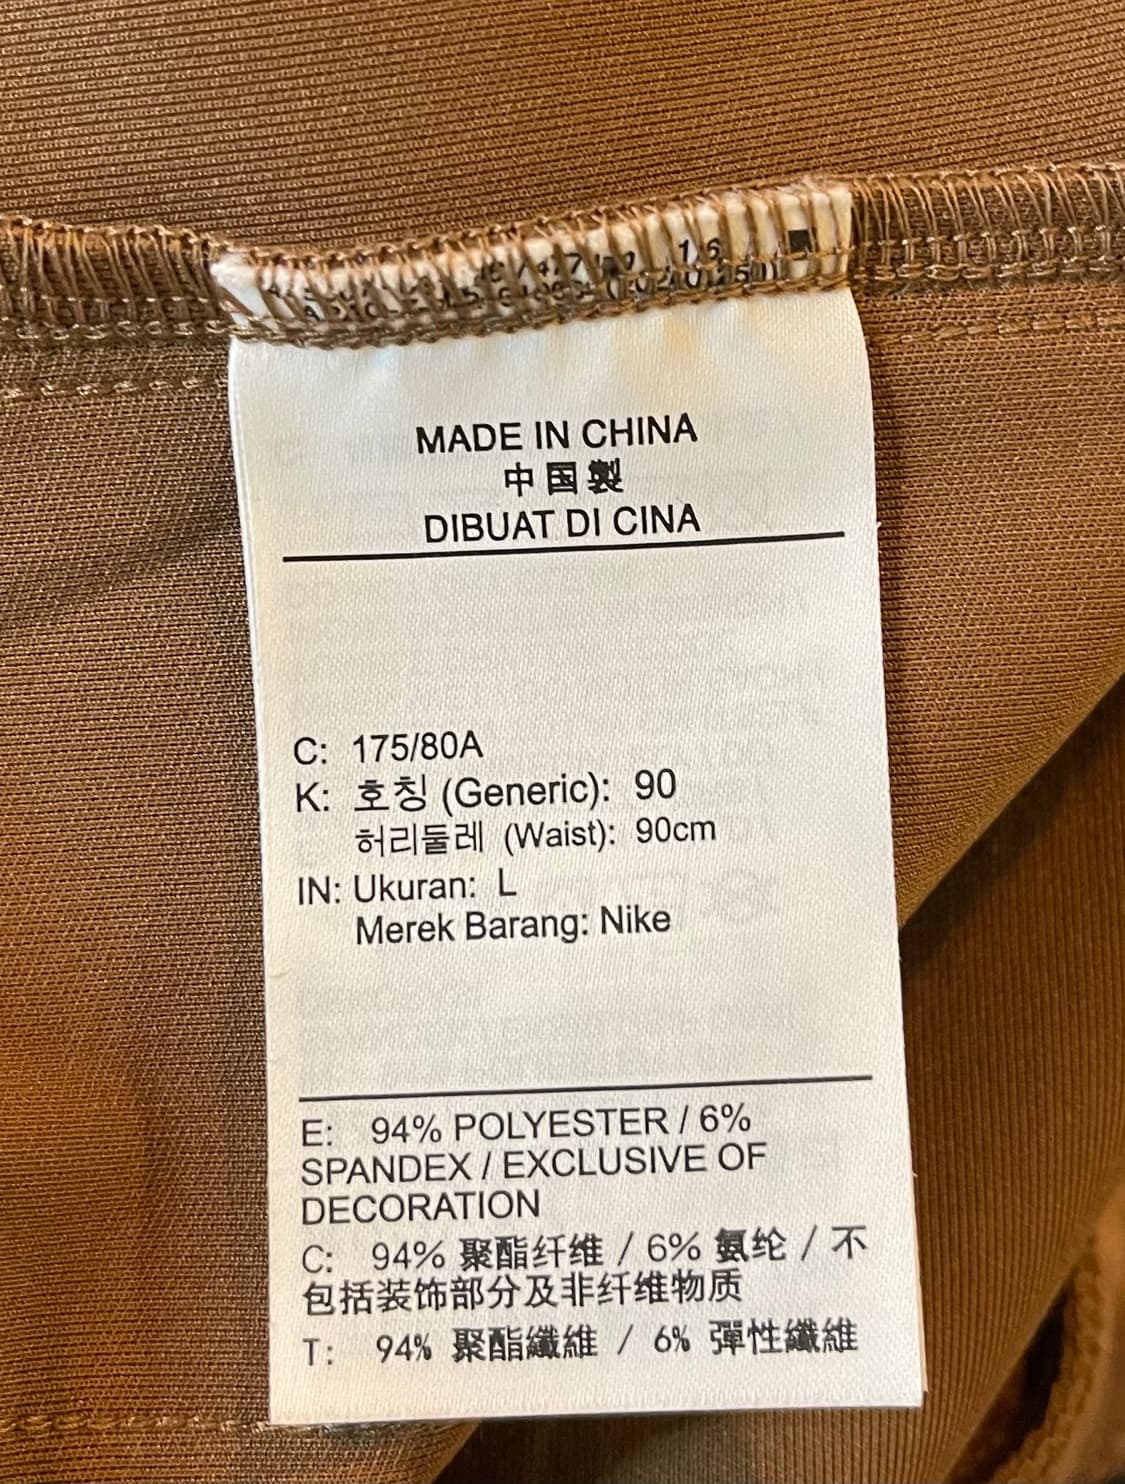 MADE IN CHINA
中国製
DIBUAT DI CINA
C: 175/80A
K: 호칭 (Generic): 90
허리둘레 (Waist): 90cm
IN: Ukuran: L
Merek Barang: Nike
E: 94% POLYESTER / 6%
SPANDEX / EXCLUSIVE OF
DECORATION
C: 94% 聚酯纤维 / 6% 氨纶 / 不
包括装饰部分及非纤维物质
T: 94% 聚酯纖維 / 6% 彈性纖維